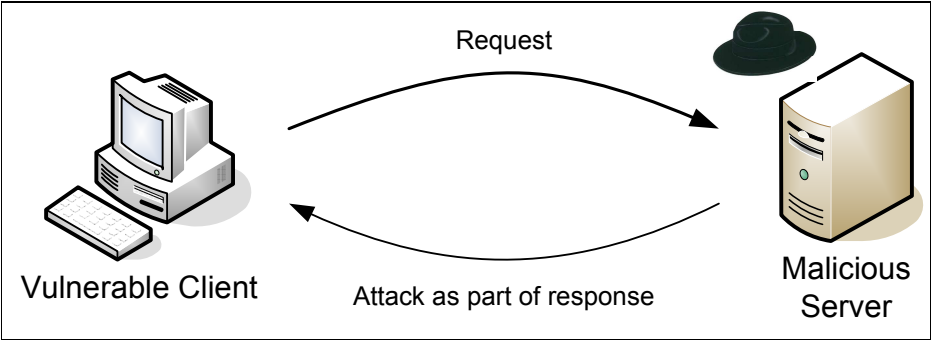 Request
Vulnerable Client
Attack as part of response
Malicious
Server